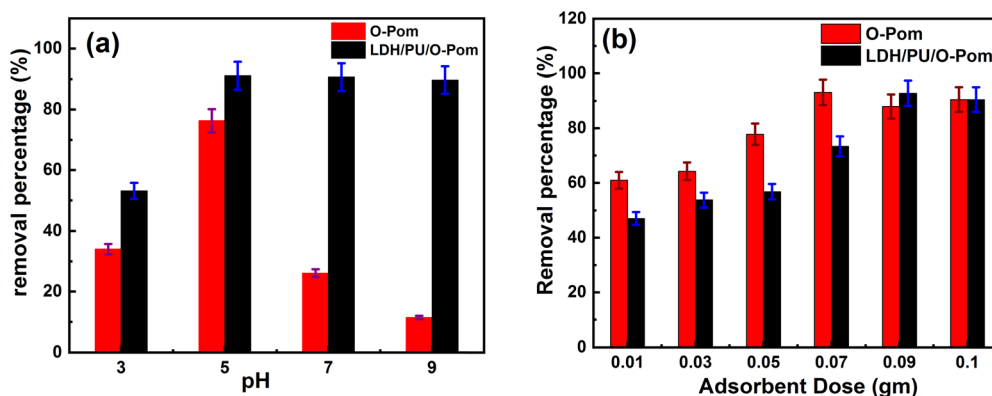 (a)
O-Pom
LDH/PU/O-Pom
removal percentage (%)
100
80
60
40
20
0
3 5 7 9
pH
(b)
O-Pom
LDH/PU/O-Pom
Removal percentage (%)
120
100
80
60
40
20
0
0.01 0.03 0.05 0.07 0.09 0.1
Adsorbent Dose (gm)